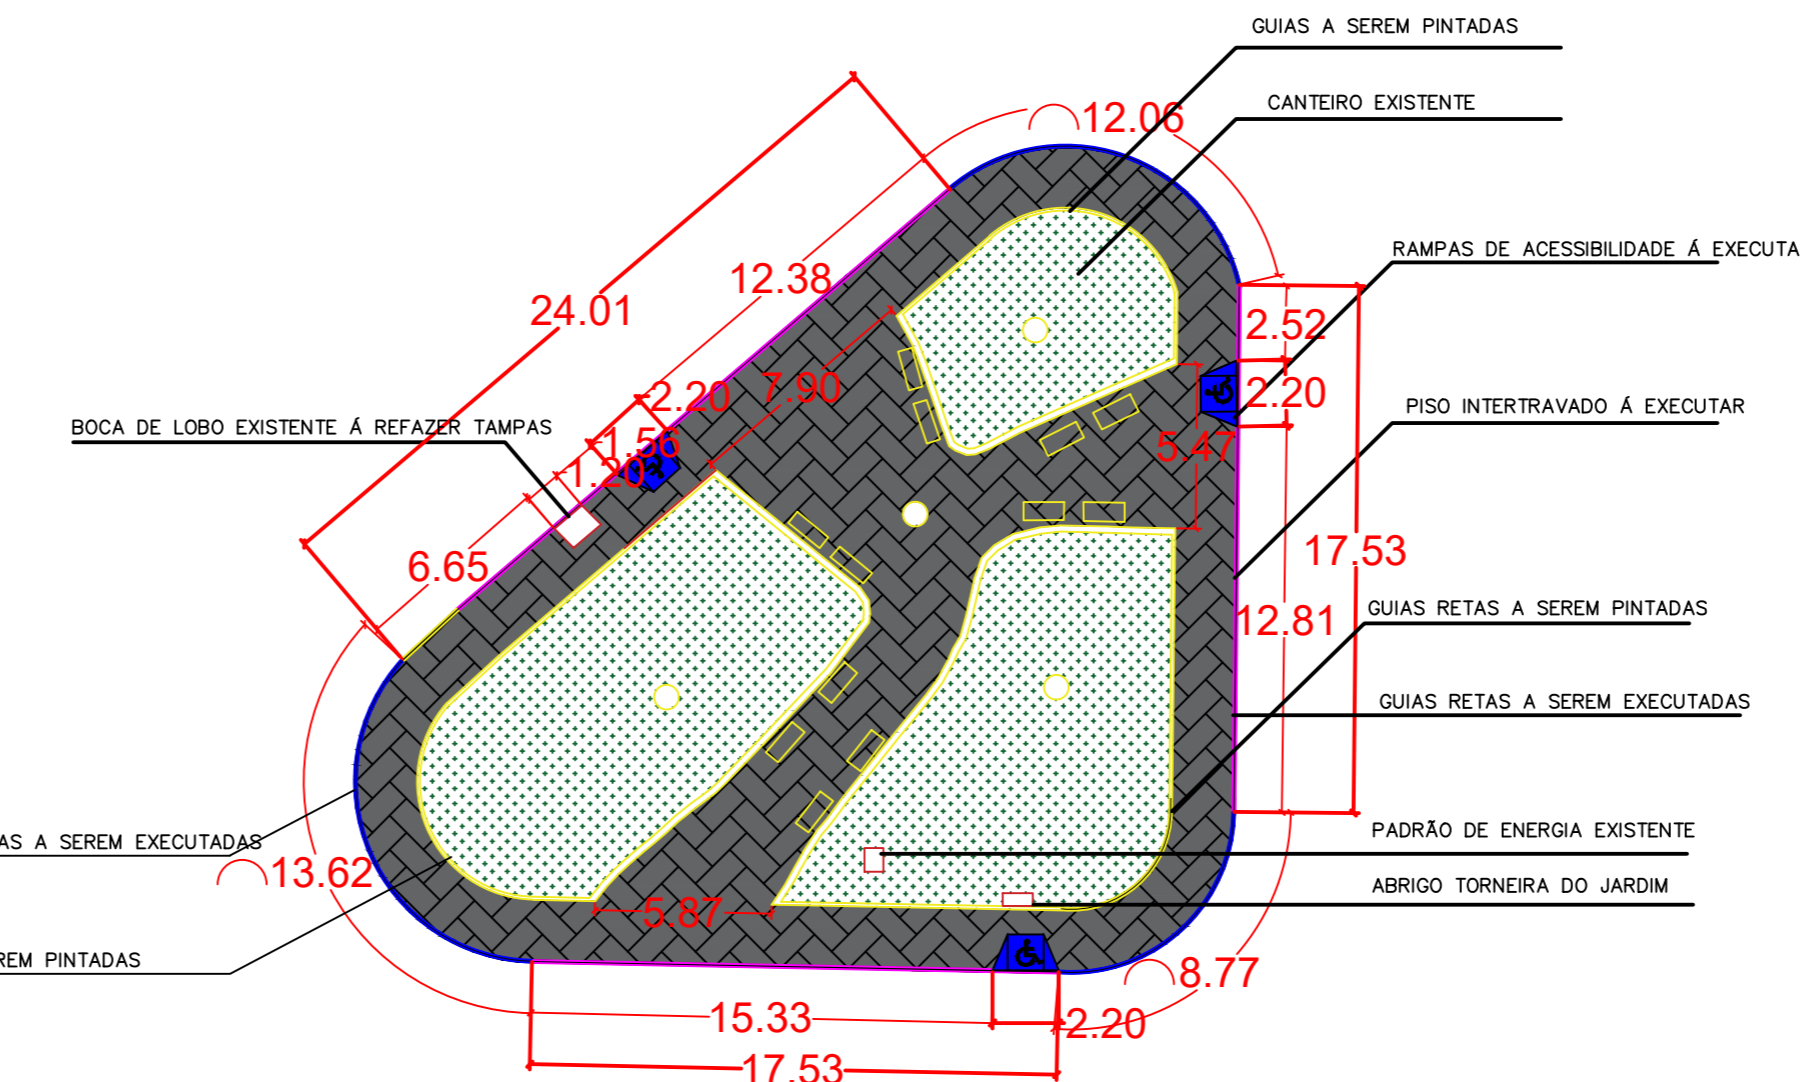 GUIAS A SEREM PINTADAS
CANTEIRO EXISTENTE
12.06
RAMPAS DE ACESSIBILIDADE Á EXECUTA
12.38
24.01
2.52
7.90
2.20
2.20
PISO INTERTRAVADO Á EXECUTAR
BOCA DE LOBO EXISTENTE Á REFAZER TAMPAS
1.56
5.47
1.20
17.53
6.65
GUIAS RETAS A SEREM PINTADAS
12.81
GUIAS RETAS A SEREM EXECUTADAS
PADRÃO DE ENERGIA EXISTENTE
AS A SEREM EXECUTADAS
13.62
ABRIGO TORNEIRA DO JARDIM
5.87
REM PINTADAS
8.77
15.33
2.20
17.53